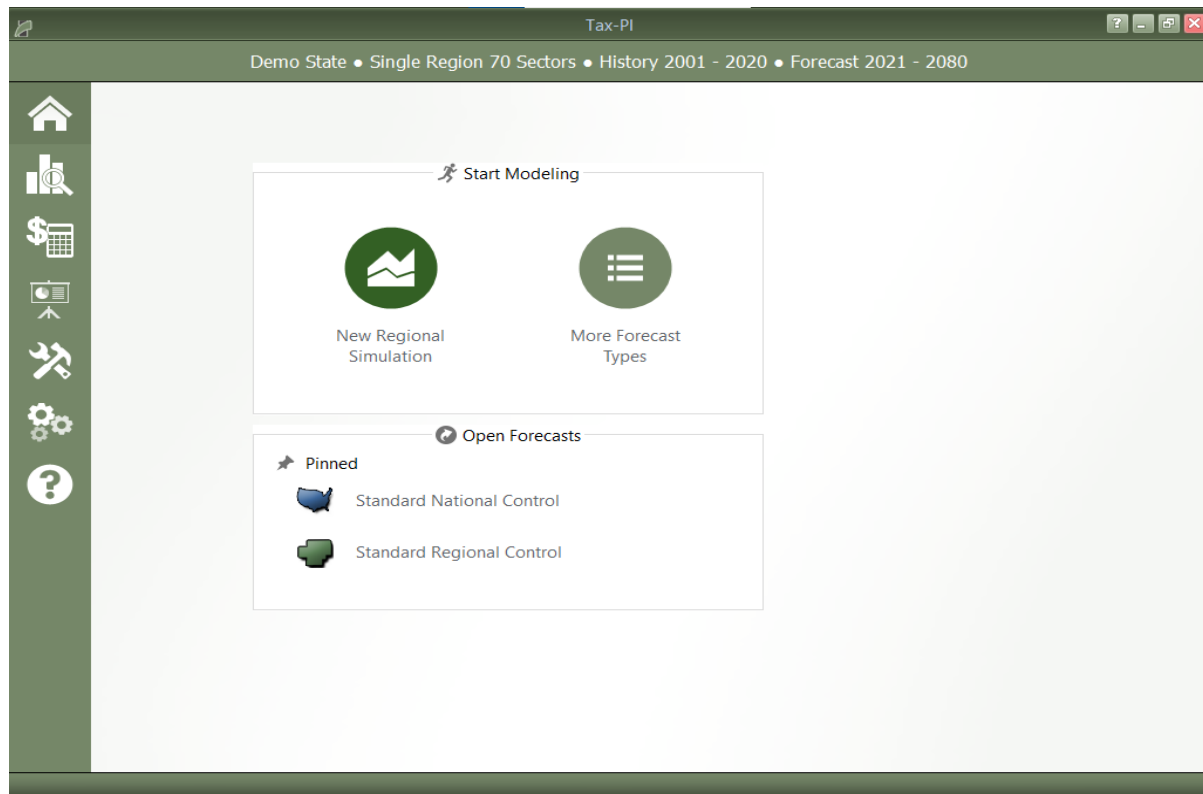 Tax-PI
Demo State ● Single Region 70 Sectors ● History 2001 - 2020 ● Forecast 2021 - 2080
Start Modeling
New Regional
Simulation
More Forecast
Types
Open Forecasts
Pinned
Standard National Control
Standard Regional Control